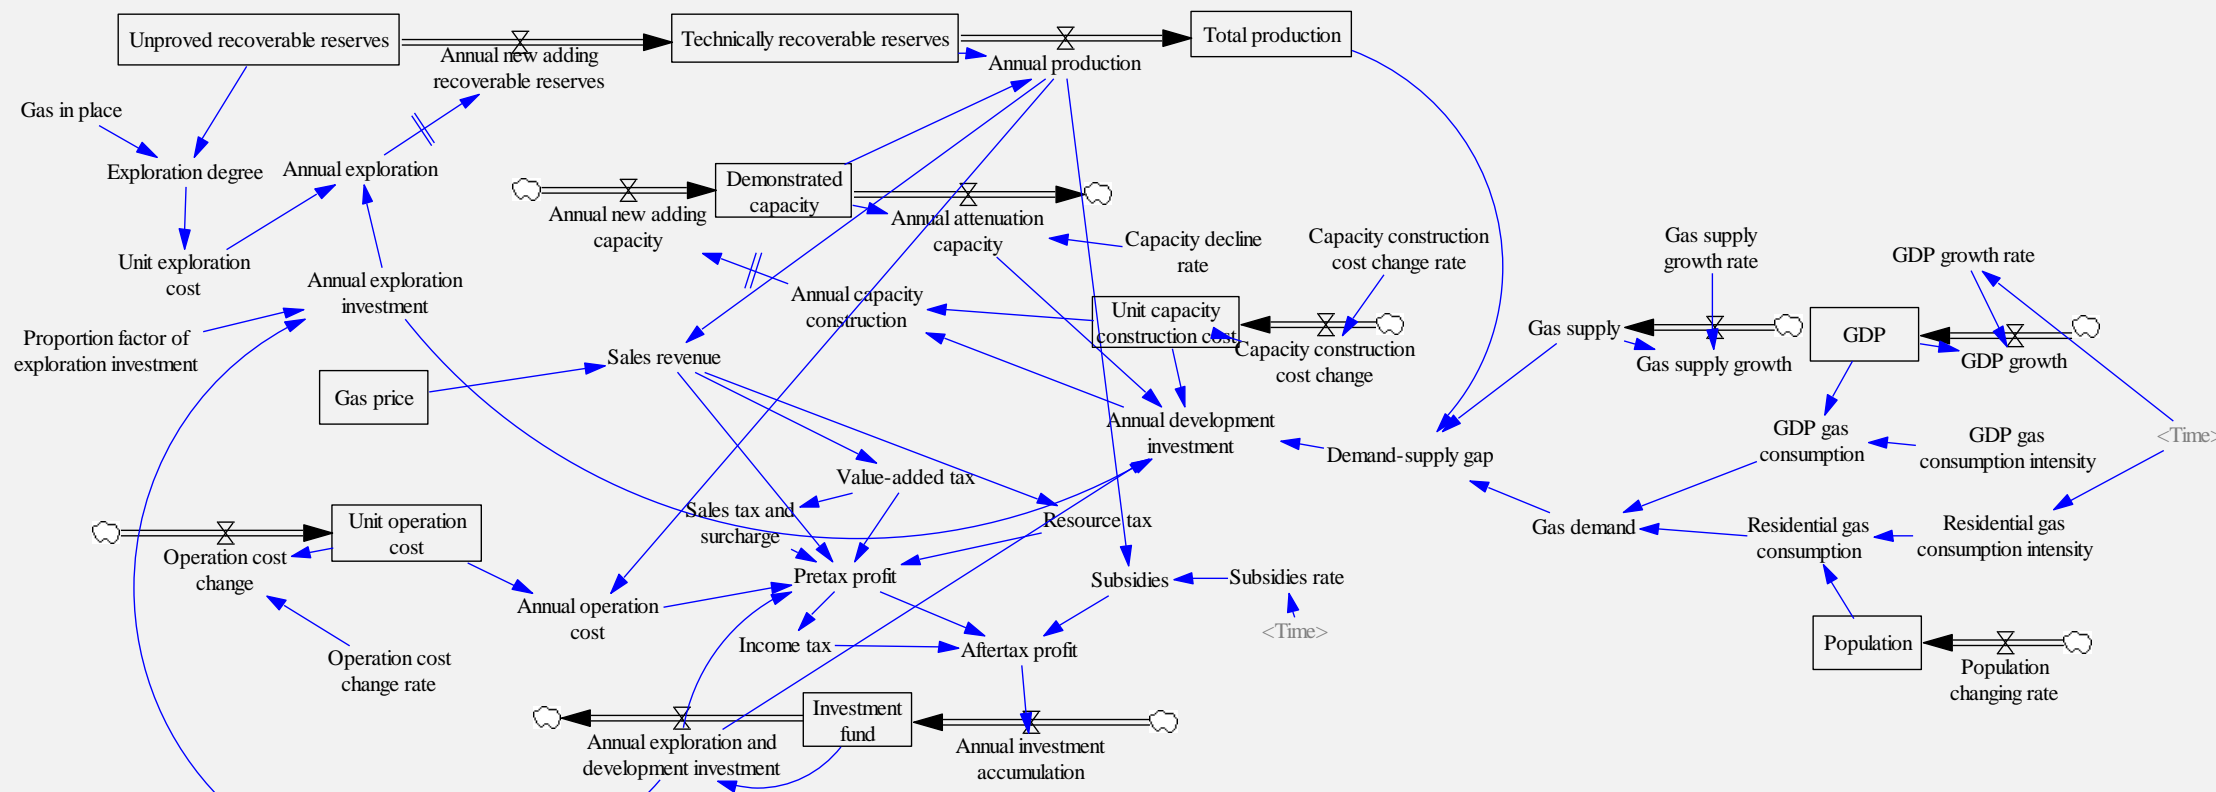 Unproved recoverable reserves
Annual new adding
recoverable reserves
Technically recoverable reserves
Annual production
Total production
Gas in place
Exploration degree
Annual exploration
Unit exploration
cost
Annual exploration
investment
Proportion factor of
exploration investment
Annual new adding
capacity
Demonstrated
capacity
Annual attenuation
capacity
Capacity decline
rate
Capacity construction
cost change rate
Annual capacity
construction
Unit capacity
construction cost
Capacity construction
cost change
Gas supply
growth rate
GDP growth rate
Gas supply
Gas supply growth
GDP
GDP growth
Sales revenue
Gas price
Annual development
investment
Demand-supply gap
GDP gas
consumption
GDP gas
consumption intensity
<Time>
Value-added tax
Sales tax and
surcharge
Resource tax
Unit operation
cost
Operation cost
change
Gas demand
Residential gas
consumption
Residential gas
consumption intensity
Pretax profit
Subsidies
Subsidies rate
<Time>
Annual operation
cost
Income tax
Aftertax profit
Operation cost
change rate
Population
Population
changing rate
Investment
fund
Annual exploration and
development investment
Annual investment
accumulation